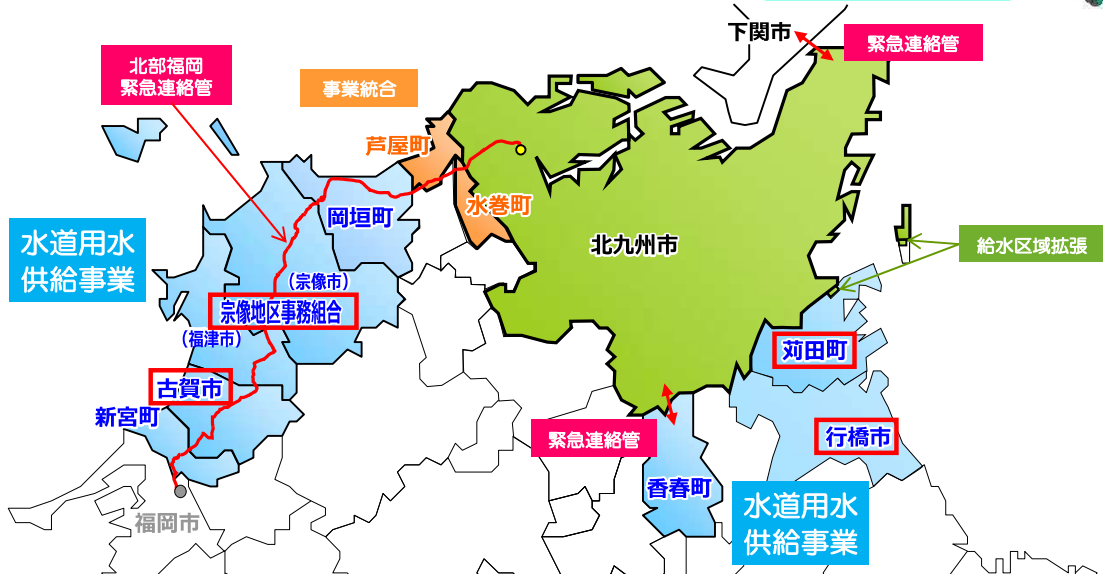 下関市
緊急連絡管
北部福岡
緊急連絡管
事業統合
芦屋町
水巻町
岡垣町
水道用水
供給事業
北九州市
給水区域拡張
(宗像市)
宗像地区事務組合
(福津市)
苅田町
古賀市
新宮町
行橋市
緊急連絡管
香春町
水道用水
供給事業
福岡市